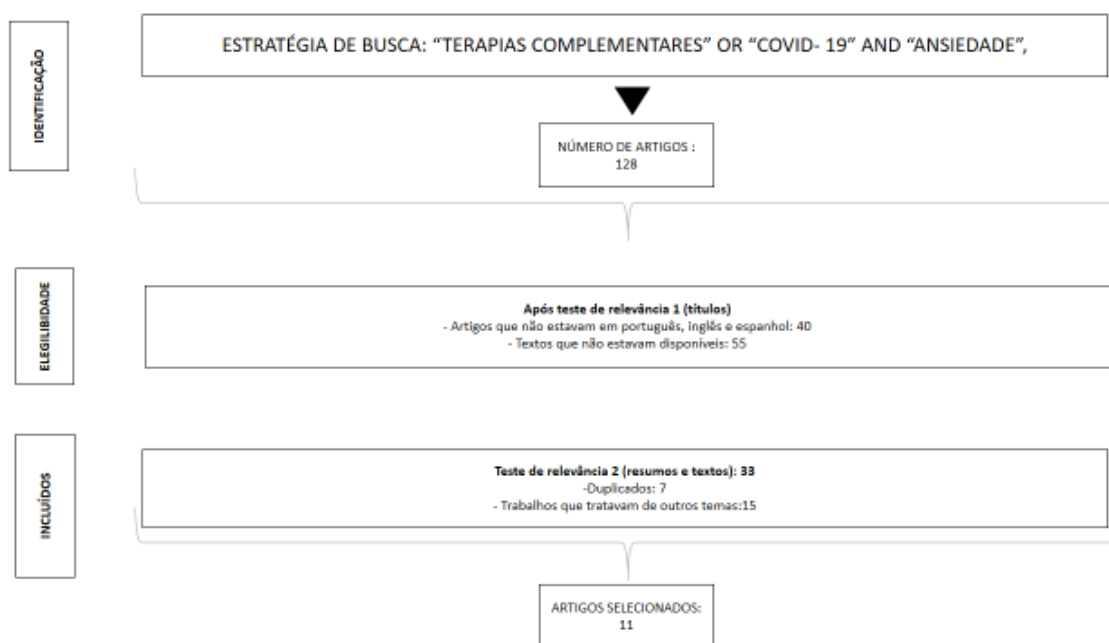 IDENTIFICAÇÃO
ESTRATÉGIA DE BUSCA: “TERAPIAS COMPLEMENTARES” OR “COVID- 19” AND “ANSIEDADE”,
NÚMERO DE ARTIGOS :
128
ELEGILIBIDADE
Após teste de relevância 1 (títulos)
- Artigos que não estavam em português, inglês e espanhol: 40
- Textos que não estavam disponíveis: 55
INCLUÍDOS
Teste de relevância 2 (resumos e textos): 33
-Duplicados: 7
- Trabalhos que tratavam de outros temas:15
ARTIGOS SELECIONADOS:
11